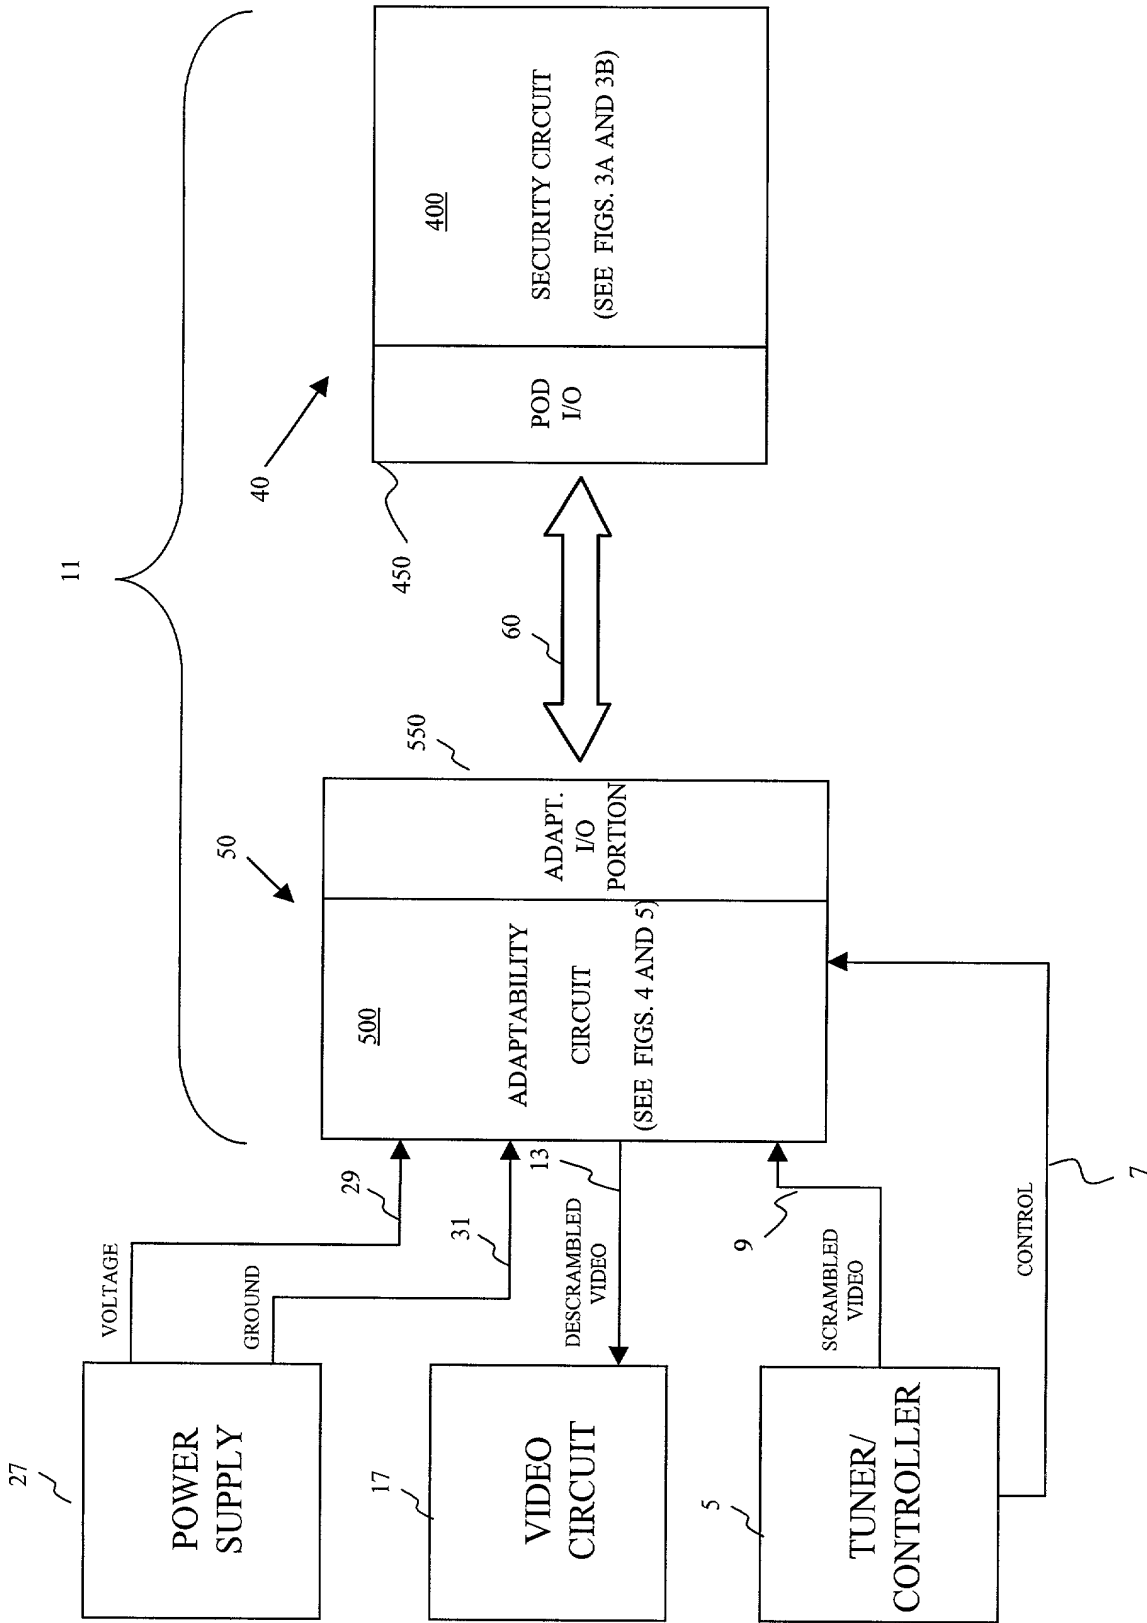 11
40
400
SECURITY CIRCUIT
(SEE FIGS. 3A AND 3B)
POD
I/O
450
60
550
50
ADAPT.
I/O
PORTION
500
ADAPTABILITY
CIRCUIT
(SEE FIGS. 4 AND 5)
VOLTAGE
29
GROUND
31
DESCRAMBLED
VIDEO
13
SCRAMBLED
VIDEO
9
CONTROL
7
27
POWER
SUPPLY
17
VIDEO
CIRCUIT
5
TUNER/
CONTROLLER